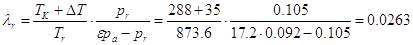 λ_r = (T_K + ΔT)/T_r · p_r/(εp_a − p_r) = (288 + 35)/873.6 · 0.105/(17.2 · 0.092 − 0.105) = 0.0263